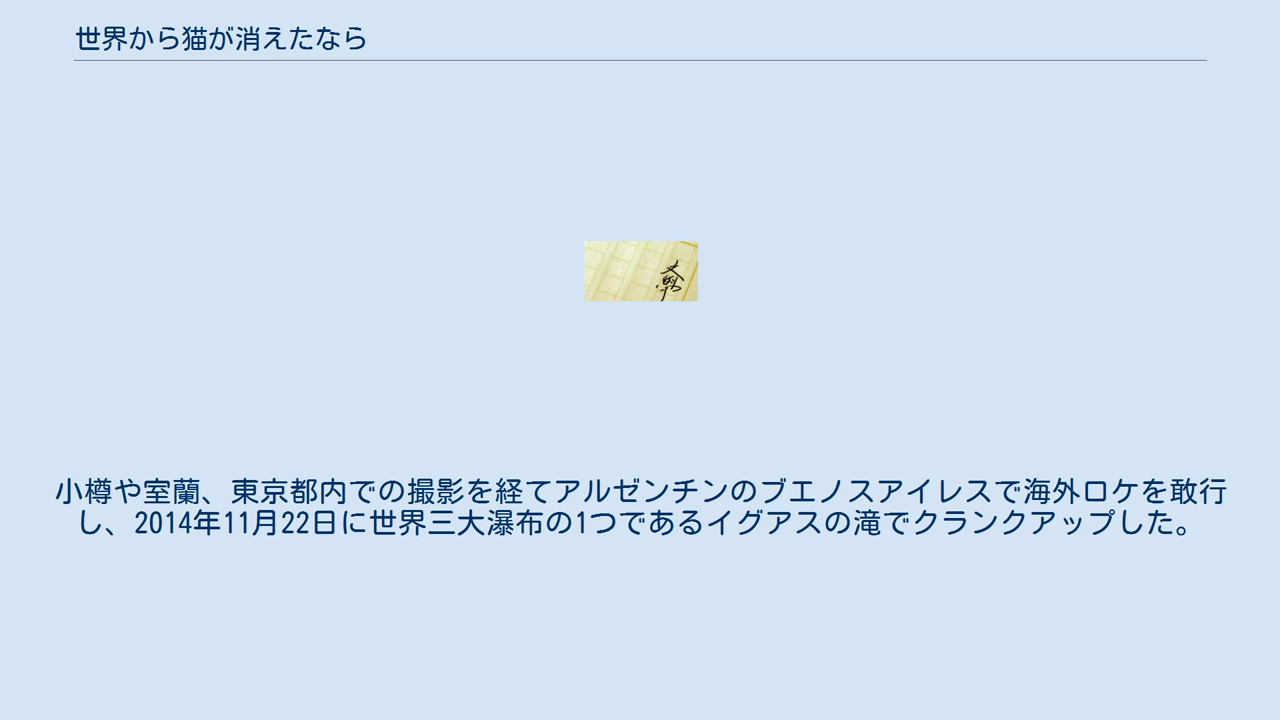 世界から猫が消えたなら
小樽や室蘭、東京都内での撮影を経てアルゼンチンのブエノスアイレスで海外ロケを敢行
し、2014年11月22日に世界三大瀑布の1つであるイグアスの滝でクランクアップした。